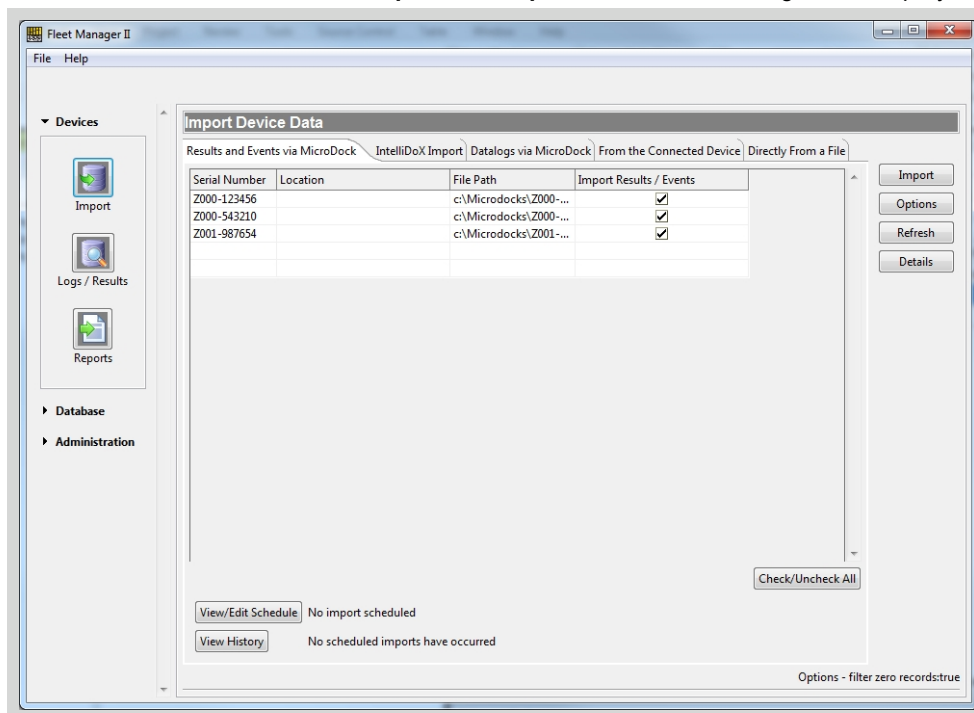 Fleet Manager II
File Help
Devices
Import
Logs / Results
Reports
Database
Administration
Import Device Data
Results and Events via MicroDock IntelliDoX Import Datalogs via MicroDock From the Connected Device Directly From a File
Serial Number Location File Path Import Results / Events
Z000-123456 c:\Microdocks\Z000-...
Z000-543210 c:\Microdocks\Z000-...
Z001-987654 c:\Microdocks\Z001-...
Import
Options
Refresh
Details
Check/Uncheck All
View/Edit Schedule No import scheduled
View History No scheduled imports have occurred
Options - filter zero records:true